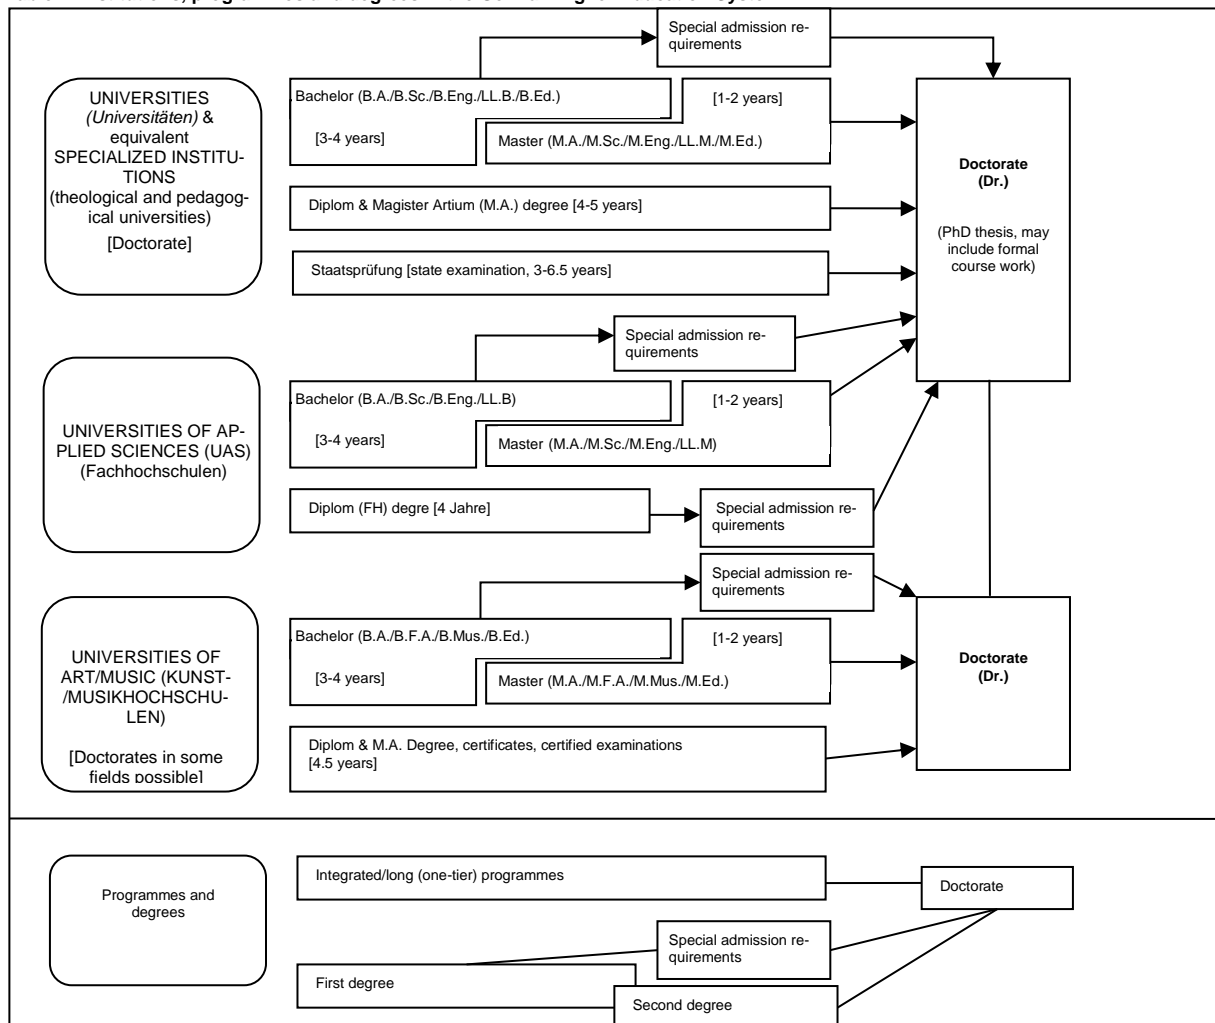 Special admission re-
quirements
UNIVERSITIES
(Universitäten) &
equivalent
SPECIALIZED INSTITU-
TIONS
(theological and pedagog-
ical universities)
[Doctorate]
Bachelor (B.A./B.Sc./B.Eng./LL.B./B.Ed.)
[1-2 years]
[3-4 years]
Master (M.A./M.Sc./M.Eng./LL.M./M.Ed.)
Diplom & Magister Artium (M.A.) degree [4-5 years]
Staatsprüfung [state examination, 3-6.5 years]
Doctorate
(Dr.)
(PhD thesis, may
include formal
course work)
Special admission re-
quirements
UNIVERSITIES OF AP-
PLIED SCIENCES (UAS)
(Fachhochschulen)
Bachelor (B.A./B.Sc./B.Eng./LL.B)
[1-2 years]
[3-4 years]
Master (M.A./M.Sc./M.Eng./LL.M)
Diplom (FH) degre [4 Jahre]
Special admission re-
quirements
Special admission re-
quirements
UNIVERSITIES OF
ART/MUSIC (KUNST-
/MUSIKHOCHSCHU-
LEN)
[Doctorates in some
fields possible]
Bachelor (B.A./B.F.A./B.Mus./B.Ed.)
[1-2 years]
[3-4 years]
Master (M.A./M.F.A./M.Mus./M.Ed.)
Diplom & M.A. Degree, certificates, certified examinations
[4.5 years]
Doctorate
(Dr.)
Programmes and
degrees
Integrated/long (one-tier) programmes
Doctorate
Special admission re-
quirements
First degree
Second degree